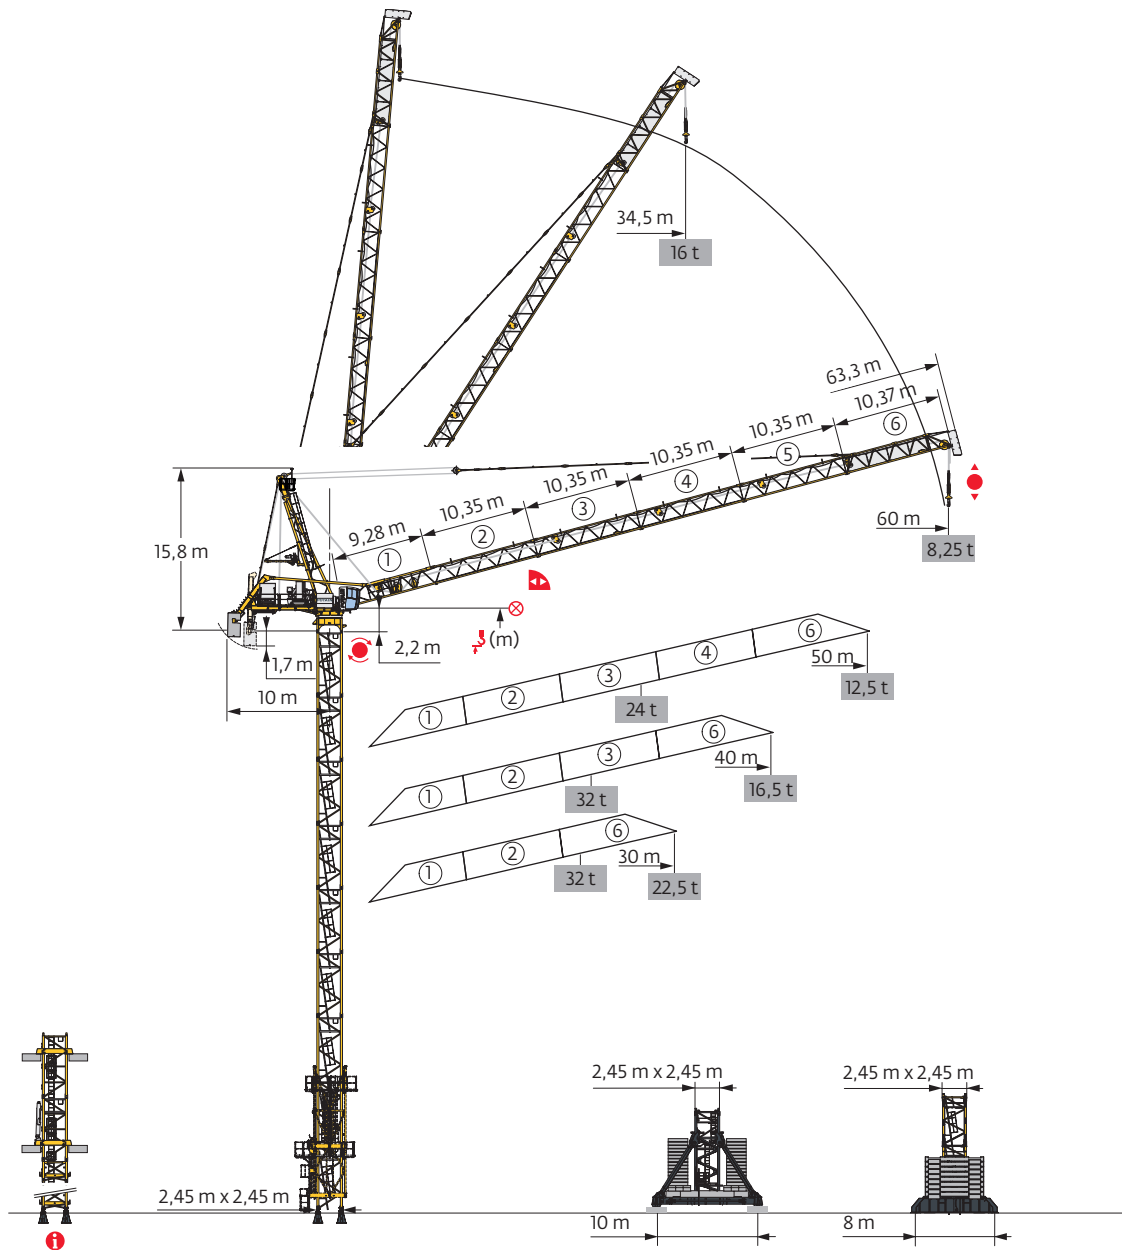 34,5 m
16 t
63,3 m
10,37 m
⑥
10,35 m
⑤
10,35 m
④
10,35 m
③
10,35 m
②
9,28 m
①
15,8 m
60 m
8,25 t
(m)
2,2 m
1,7 m
10 m
① ② ③ ④ ⑥
50 m
24 t
12,5 t
① ② ③ ⑥
40 m
32 t
16,5 t
① ② ⑥
30 m
32 t
22,5 t
2,45 m x 2,45 m
2,45 m x 2,45 m
2,45 m x 2,45 m
10 m
8 m
i